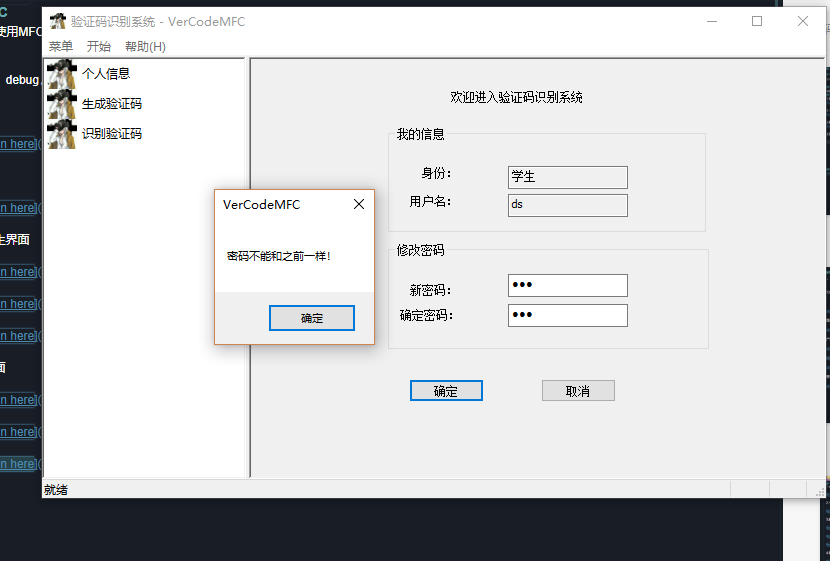 C
使用MFC
debug,
n here](
n here](
生界面
n here](
n here](
n here](
面
n here](
n here](
n here](
验证码识别系统 - VerCodeMFC
菜单 开始 帮助(H)
个人信息
生成验证码
识别验证码
欢迎进入验证码识别系统
我的信息
身份: 学生
用户名: ds
修改密码
新密码: •••
确定密码: •••
确定 取消
VerCodeMFC
密码不能和之前一样!
确定
就绪